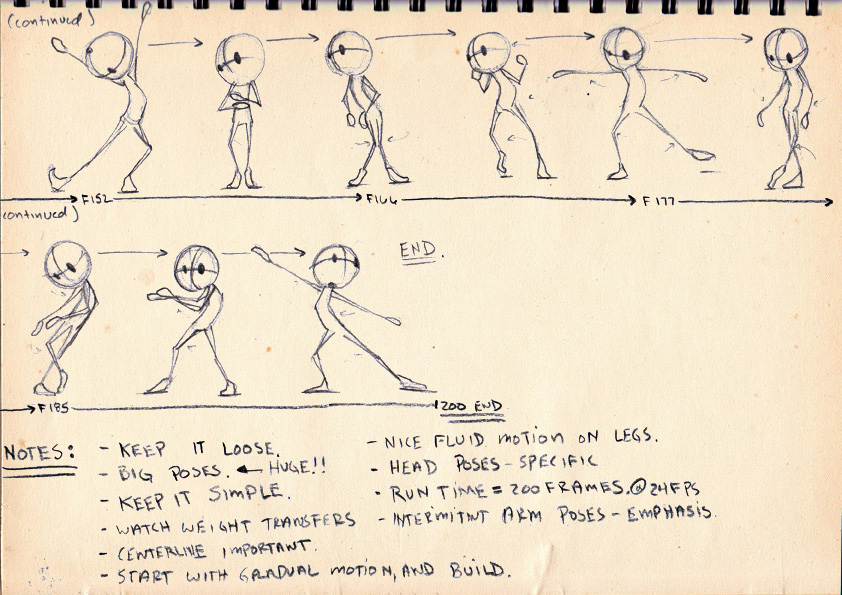 (continued)
F152 F166 F177
continued)
END.
F185 200 END
NOTES:
- KEEP IT LOOSE.
- BIG POSES. ← HUGE!!
- KEEP IT SIMPLE.
- WATCH WEIGHT TRANSFERS
- CENTERLINE IMPORTANT.
- START WITH GRADUAL MOTION, AND BUILD.
- NICE FLUID MOTION ON LEGS.
- HEAD POSES - SPECIFIC
- RUN TIME = 200 FRAMES. @ 24FPS
- INTERMITINT ARM POSES - EMPHASIS.